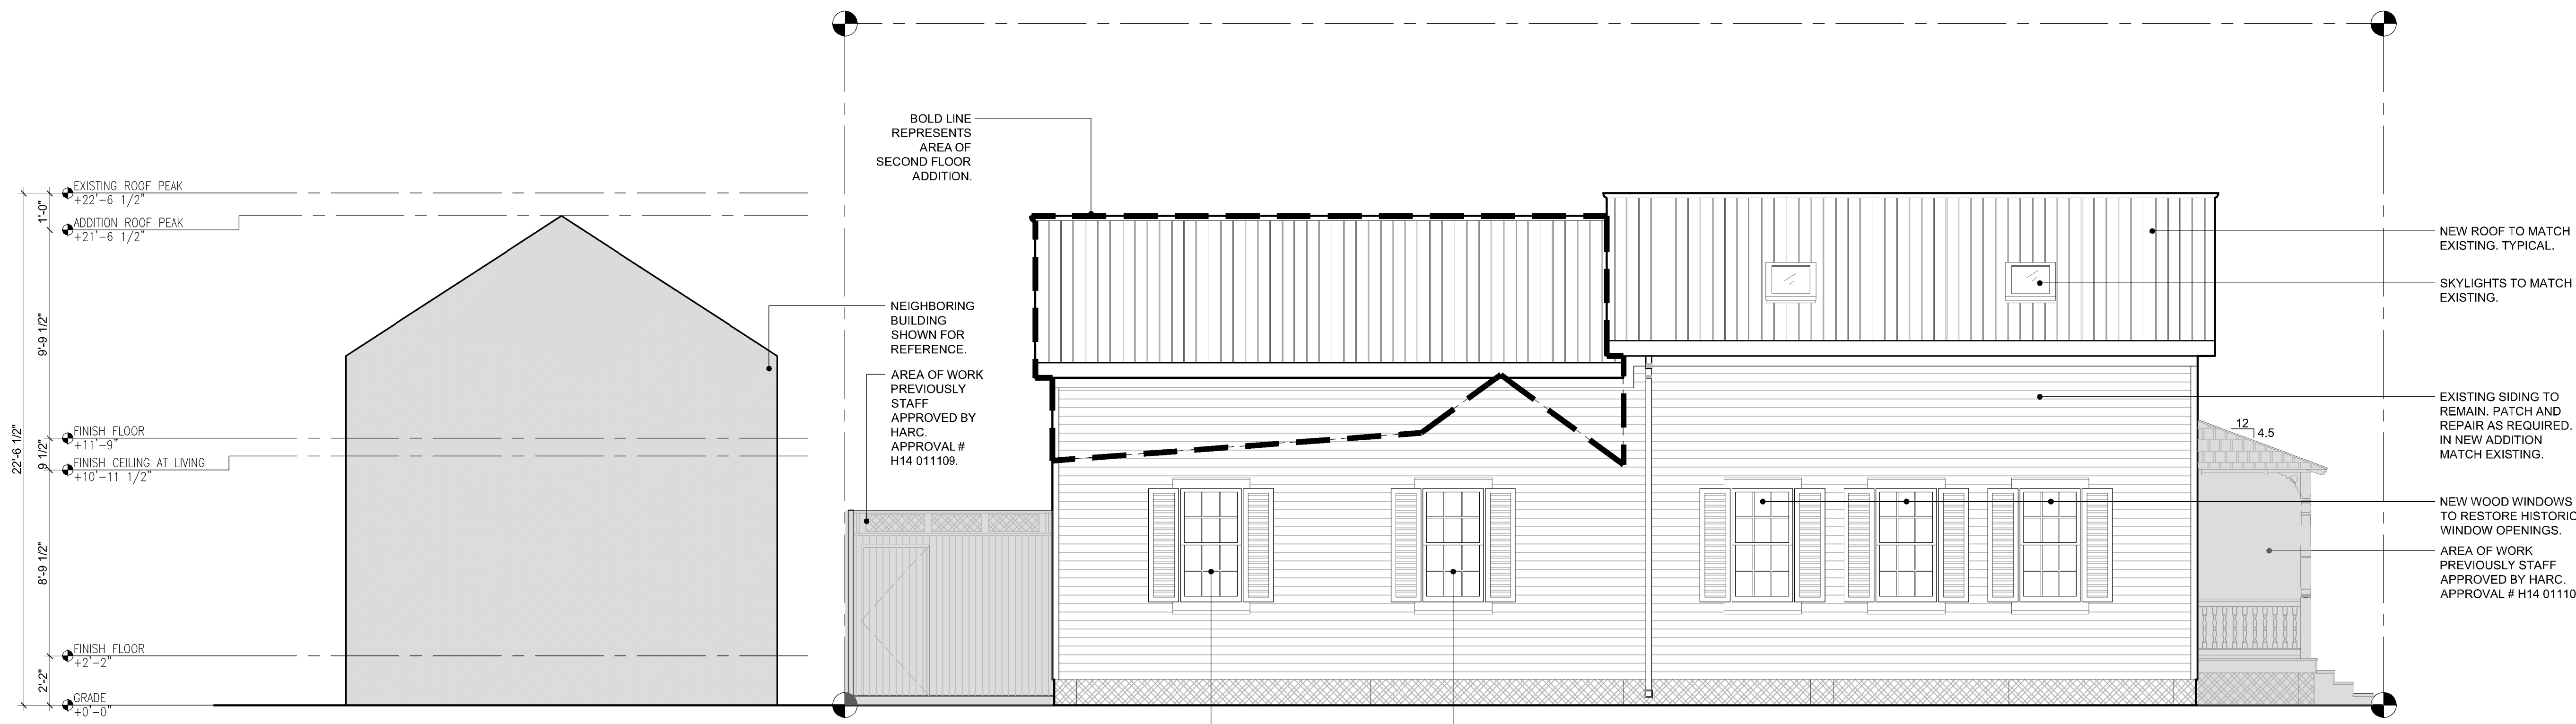 BOLD LINE
REPRESENTS
AREA OF
SECOND FLOOR
ADDITION.
EXISTING ROOF PEAK
+22'-6 1/2"
ADDITION ROOF PEAK
+21'-6 1/2"
FINISH FLOOR
+11'-9"
FINISH CEILING AT LIVING
+10'-11 1/2"
FINISH FLOOR
+2'-2"
GRADE
+0'-0"
22'-6 1/2"
1'-0"
9'-9 1/2"
9 1/2"
8'-9 1/2"
2'-2"
NEIGHBORING
BUILDING
SHOWN FOR
REFERENCE.
AREA OF WORK
PREVIOUSLY
STAFF
APPROVED BY
HARC.
APPROVAL #
H14 011109.
12
4.5
NEW ROOF TO MATCH
EXISTING. TYPICAL.
SKYLIGHTS TO MATCH
EXISTING.
EXISTING SIDING TO
REMAIN. PATCH AND
REPAIR AS REQUIRED.
IN NEW ADDITION
MATCH EXISTING.
NEW WOOD WINDOWS
TO RESTORE HISTORIC
WINDOW OPENINGS.
AREA OF WORK
PREVIOUSLY STAFF
APPROVED BY HARC.
APPROVAL # H14 01110